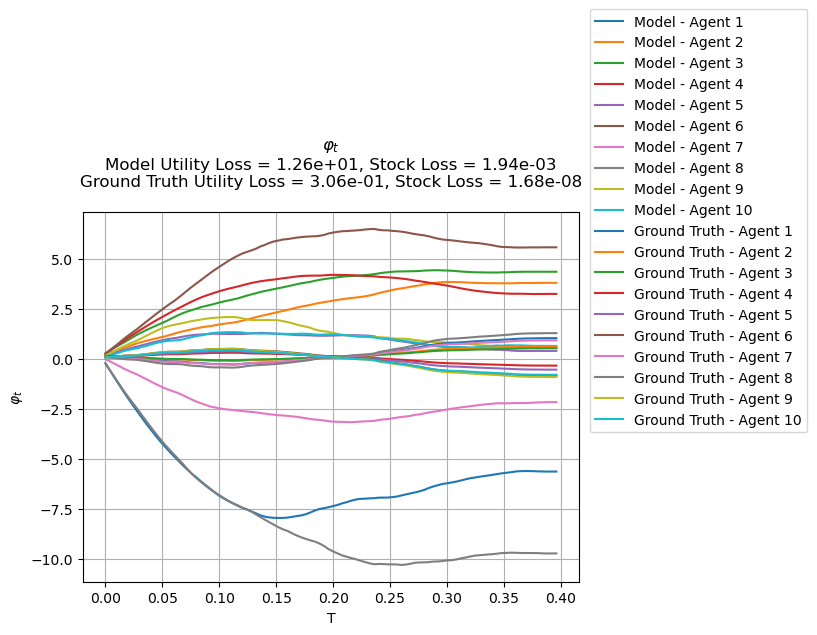 φₜ
Model Utility Loss = 1.26e+01, Stock Loss = 1.94e-03
Ground Truth Utility Loss = 3.06e-01, Stock Loss = 1.68e-08
Model - Agent 1
Model - Agent 2
Model - Agent 3
Model - Agent 4
Model - Agent 5
Model - Agent 6
Model - Agent 7
Model - Agent 8
Model - Agent 9
Model - Agent 10
Ground Truth - Agent 1
Ground Truth - Agent 2
Ground Truth - Agent 3
Ground Truth - Agent 4
Ground Truth - Agent 5
Ground Truth - Agent 6
Ground Truth - Agent 7
Ground Truth - Agent 8
Ground Truth - Agent 9
Ground Truth - Agent 10
φₜ
5.0
2.5
0.0
−2.5
−5.0
−7.5
−10.0
0.00 0.05 0.10 0.15 0.20 0.25 0.30 0.35 0.40
T